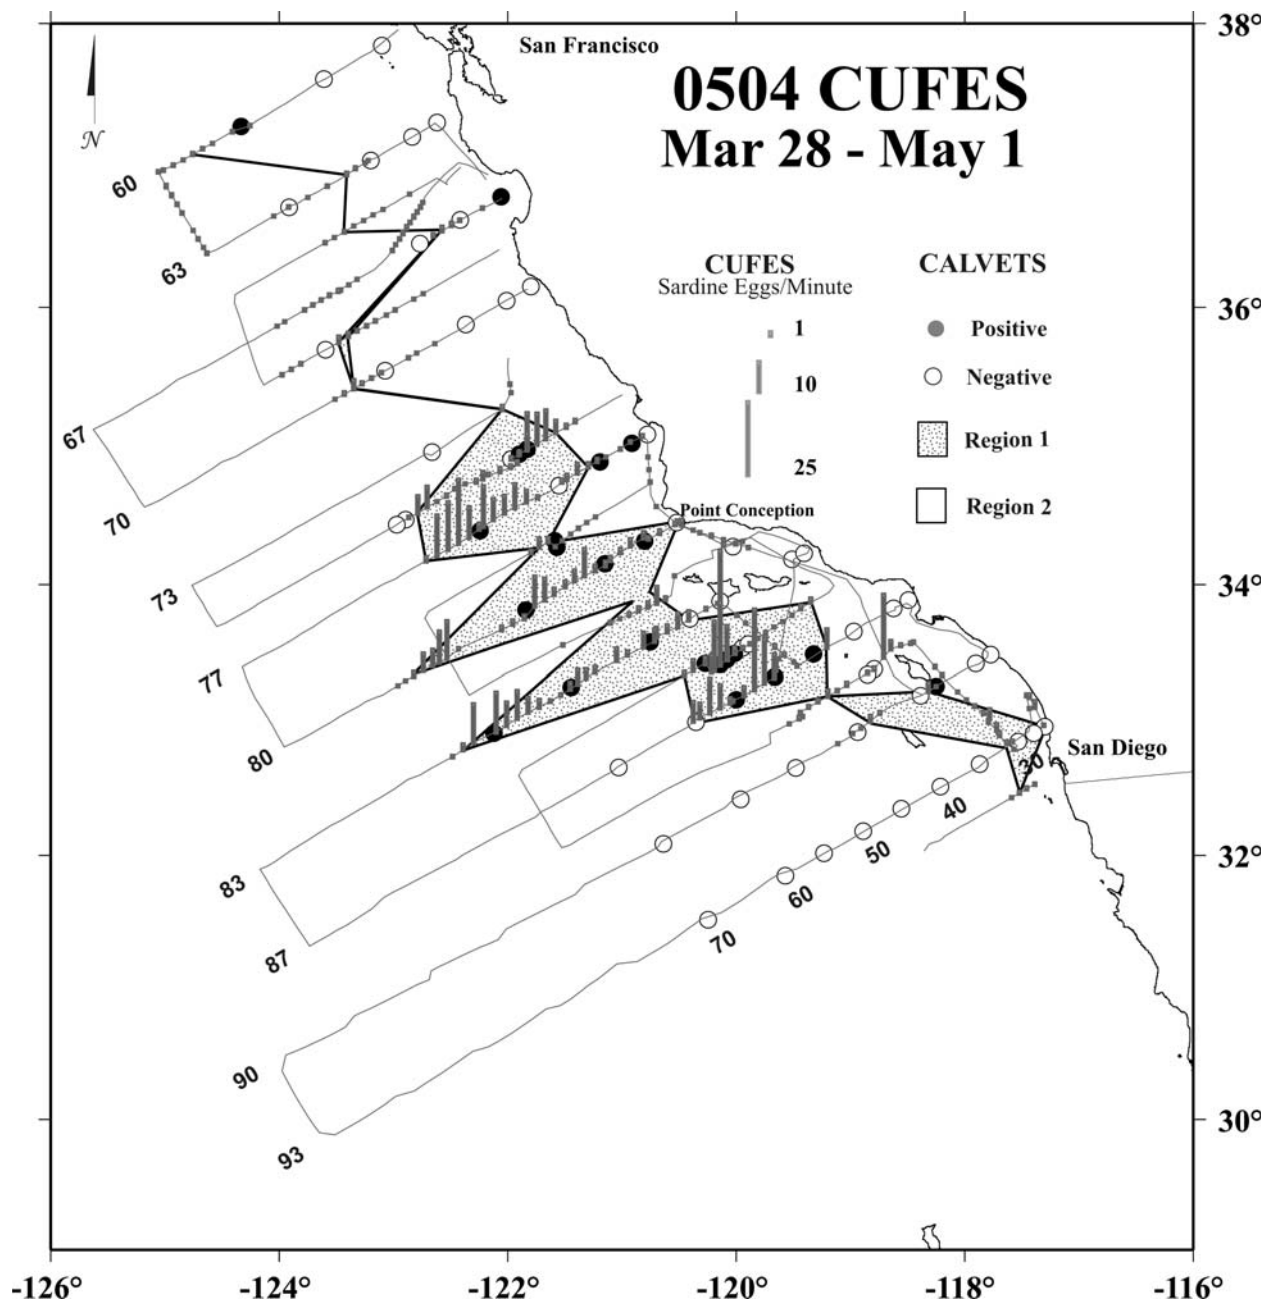 38°
San Francisco
0504 CUFES
Mar 28 - May 1
N
60
63
CUFES
Sardine Eggs/Minute
CALVETS
1
Positive
36°
10
Negative
67
Region 1
25
70
Region 2
Point Conception
73
34°
77
80
San Diego
30
40
50
32°
83
60
70
87
90
30°
93
-126°
-124°
-122°
-120°
-118°
-116°